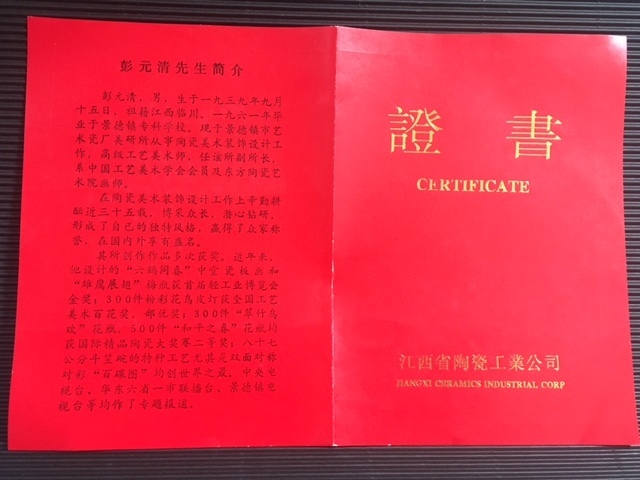 彭元清先生简介
彭元清，男，生于一九三九年九月
十五日，祖籍江西临川。一九六一年毕
业于景德镇专科学校。现于景德镇市艺
术瓷厂美研所从事陶瓷美术装饰设计工
作，高级工艺美术师，任该所副所长，
系中国工艺美术学会会员及东方陶瓷艺
术院画师。
在陶瓷美术装饰设计工作上辛勤耕
酝近三十五载，博采众长，潜心钻研，
形成了自己的独特风格，赢得了众家称
誉，在国内外享有盛名。
其所创作作品多次获奖。近年来，
他设计的“六鹤同春”中堂瓷板画和
“雄鹰展翅”梅瓶获首届轻工业博览会
金奖；300件粉彩花鸟皮灯获全国工艺
美术百花奖，部优奖；300件“翠竹鸟
欢”花瓶，500件“和平之春”花瓶均
获国际精品陶瓷大奖赛二等奖；八十七
公分斗笠碗的特种工艺尤其是双面对称
对彩“百蝶图”均创世界之最。中央电
视台、华东六省一市联播台、景德镇电
视台等均作了专题报道。
證書
CERTIFICATE
江西省陶瓷工業公司
JIANGXI CERAMICS INDUSTRIAL CORP